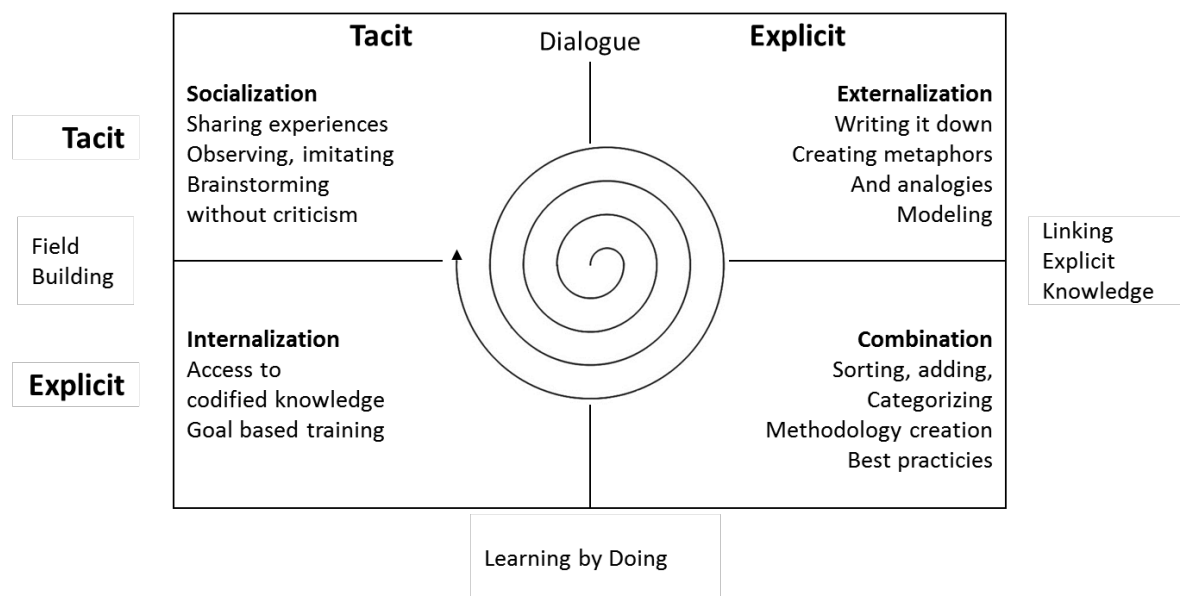 Tacit
Dialogue
Explicit
Socialization
Sharing experiences
Observing, imitating
Brainstorming
without criticism
Externalization
Writing it down
Creating metaphors
And analogies
Modeling
Tacit
Field
Building
Linking
Explicit
Knowledge
Explicit
Internalization
Access to
codified knowledge
Goal based training
Combination
Sorting, adding,
Categorizing
Methodology creation
Best practicies
Learning by Doing